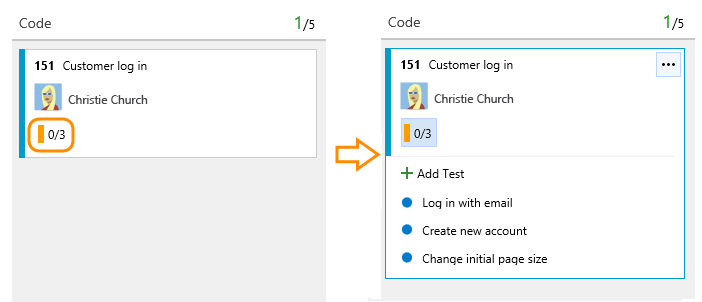 Code 1/5
151 Customer log in
Christie Church
0/3
Code 1/5
151 Customer log in ...
Christie Church
0/3
+ Add Test
Log in with email
Create new account
Change initial page size